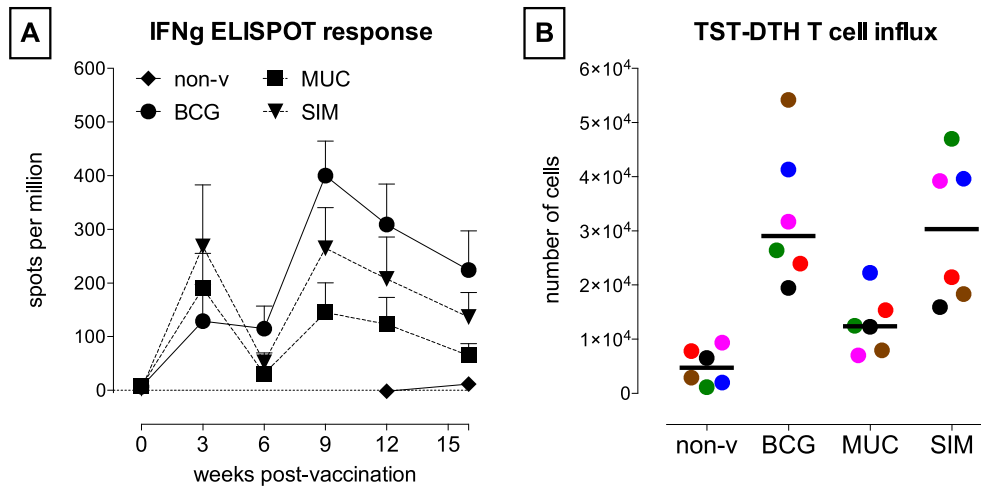 A
IFNg ELISPOT response
600
500
400
300
200
100
0
spots per million
non-v
MUC
BCG
SIM
0
3
6
9
12
15
weeks post-vaccination
B
TST-DTH T cell influx
6×10⁴
5×10⁴
4×10⁴
3×10⁴
2×10⁴
1×10⁴
0
number of cells
non-v
BCG
MUC
SIM